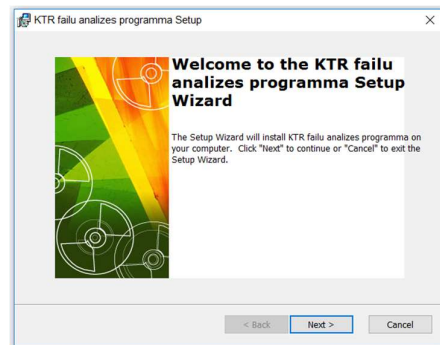 KTR failu analizes programma Setup
Welcome to the KTR failu
analizes programma Setup
Wizard
The Setup Wizard will install KTR failu analizes programma on
your computer. Click "Next" to continue or "Cancel" to exit the
Setup Wizard.
< Back Next > Cancel